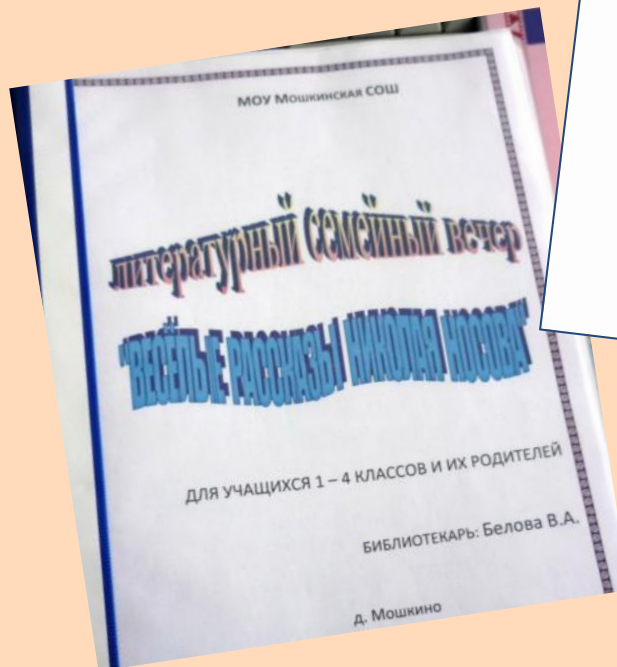 МОУ Мошкинская СОШ
литературный семейный вечер
"ВЕСЁЛЫЕ РАССКАЗЫ НИКОЛАЯ НОСОВА"
ДЛЯ УЧАЩИХСЯ 1 – 4 КЛАССОВ И ИХ РОДИТЕЛЕЙ
БИБЛИОТЕКАРЬ: Белова В.А.
д. Мошкино